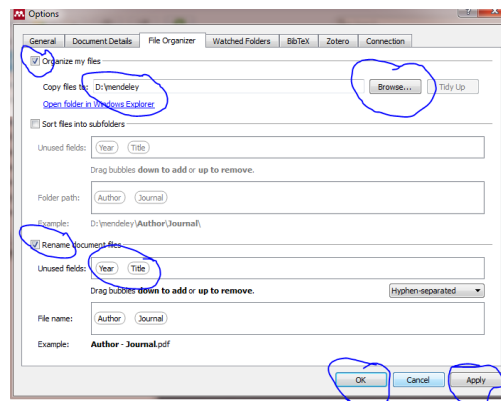 Options
General Document Details File Organizer Watched Folders BibTeX Zotero Connection
Organize my files
Copy files to: D:\mendeley Browse... Tidy Up
Open folder in Windows Explorer
Sort files into subfolders
Unused fields: Year Title
Drag bubbles down to add or up to remove.
Folder path: Author Journal
Example: D:\mendeley\Author\Journal\
Rename document files
Unused fields: Year Title
Drag bubbles down to add or up to remove. Hyphen-separated
File name: Author Journal
Example: Author - Journal.pdf
OK Cancel Apply